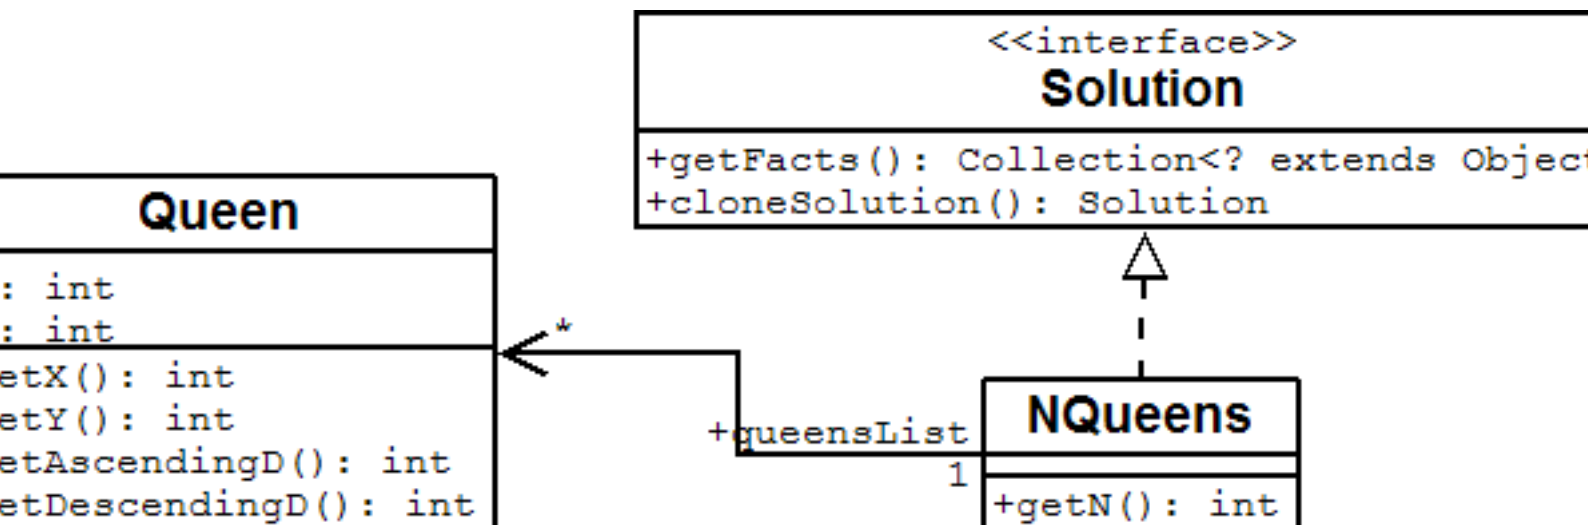 <<interface>>
Solution
+getFacts(): Collection<? extends Object
+cloneSolution(): Solution
Queen
: int
: int
etX(): int
etY(): int
etAscendingD(): int
etDescendingD(): int
*
+queensList
1
NQueens
+getN(): int